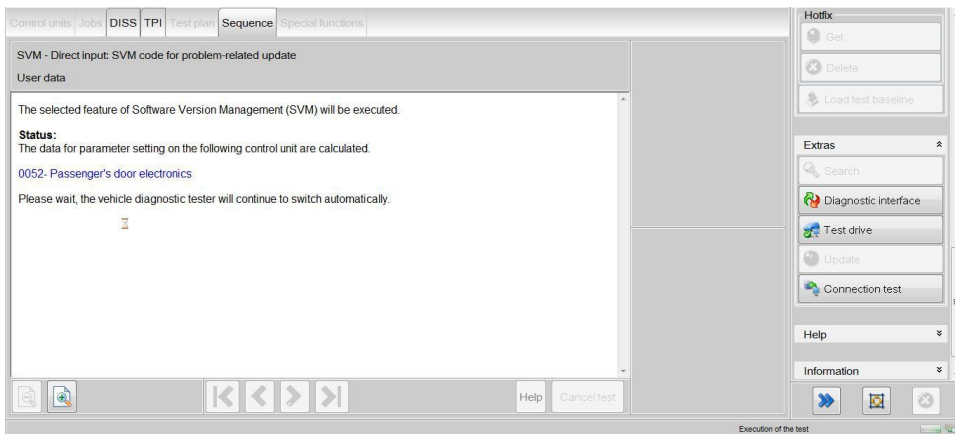 Control units Jobs DISS TPI Test plan Sequence Special functions
SVM - Direct input: SVM code for problem-related update
User data
The selected feature of Software Version Management (SVM) will be executed.
Status:
The data for parameter setting on the following control unit are calculated.
0052- Passenger's door electronics
Please wait, the vehicle diagnostic tester will continue to switch automatically.
Help Cancel test
Hotfix
Get
Delete
Load test baseline
Extras
Search
Diagnostic interface
Test drive
Update
Connection test
Help
Information
Execution of the test